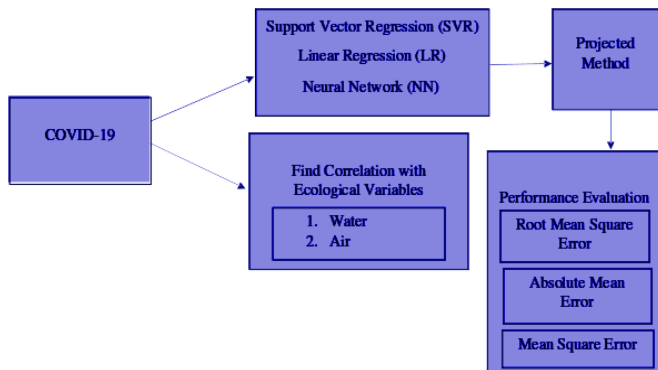 COVID-19
Support Vector Regression (SVR)
Linear Regression (LR)
Neural Network (NN)
Projected
Method
Find Correlation with
Ecological Variables
1. Water
2. Air
Performance Evaluation
Root Mean Square
Error
Absolute Mean
Error
Mean Square Error